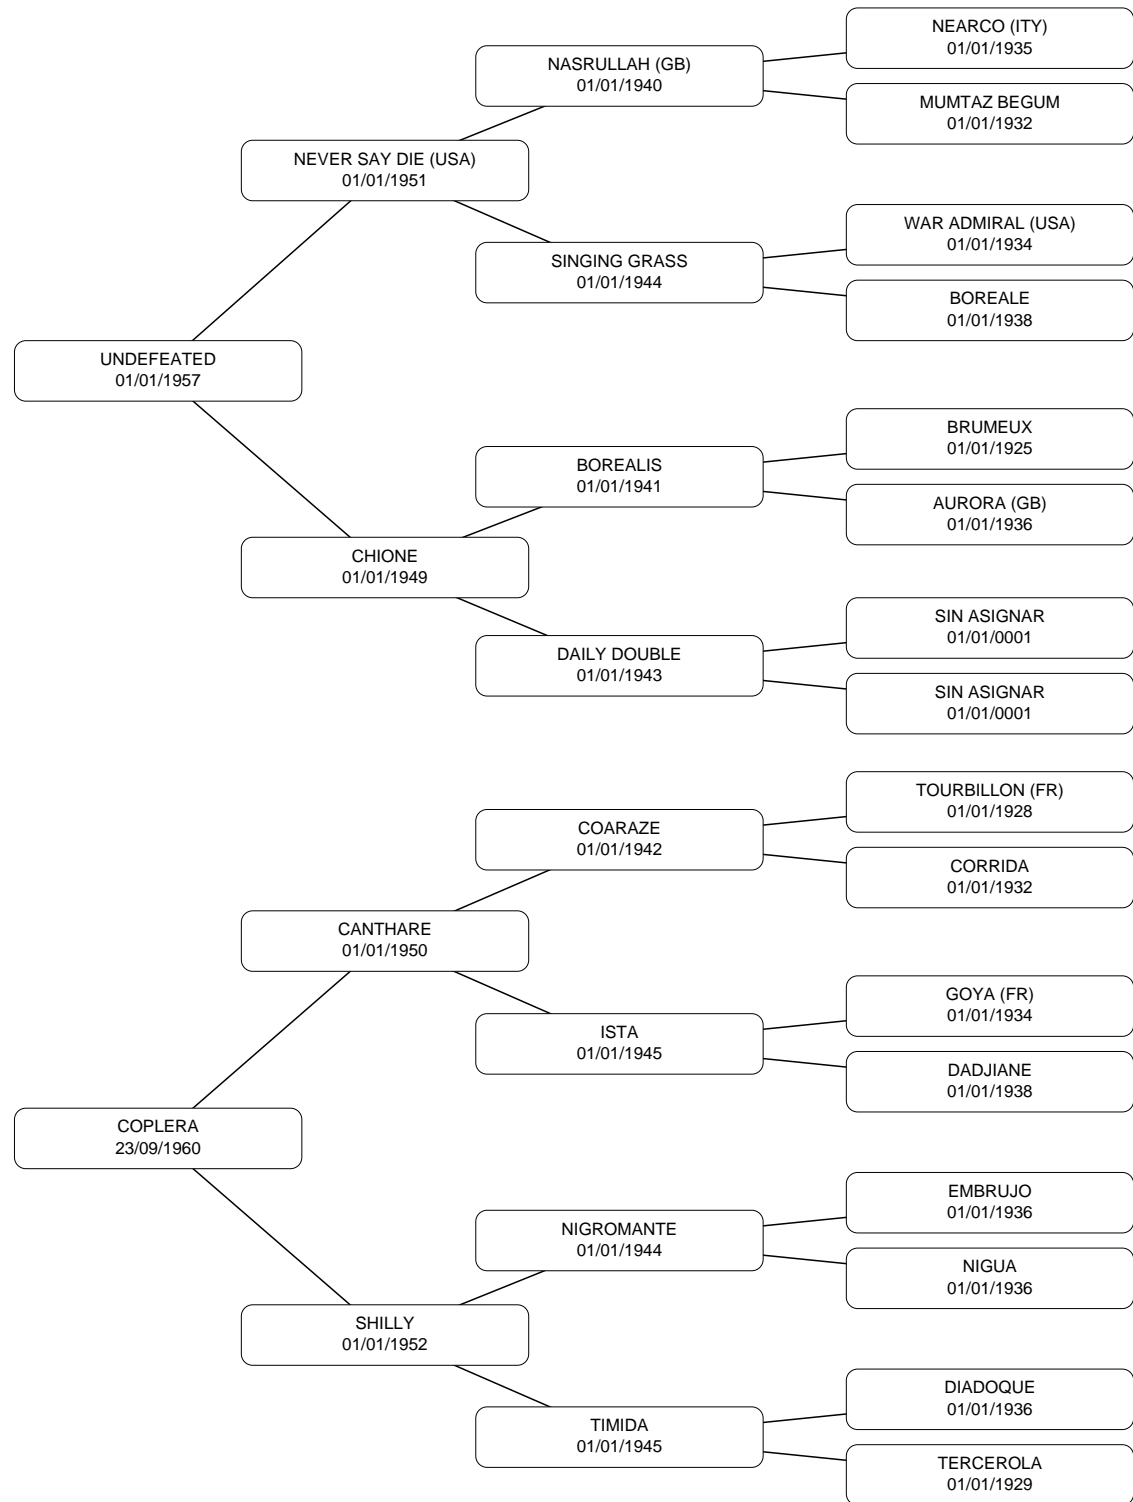 NEARCO (ITY)
01/01/1935
NASRULLAH (GB)
01/01/1940
MUMTAZ BEGUM
01/01/1932
NEVER SAY DIE (USA)
01/01/1951
WAR ADMIRAL (USA)
01/01/1934
SINGING GRASS
01/01/1944
BOREALE
01/01/1938
UNDEFEATED
01/01/1957
BRUMEUX
01/01/1925
BOREALIS
01/01/1941
AURORA (GB)
01/01/1936
CHIONE
01/01/1949
SIN ASIGNAR
01/01/0001
DAILY DOUBLE
01/01/1943
SIN ASIGNAR
01/01/0001
TOURBILLON (FR)
01/01/1928
COARAZE
01/01/1942
CORRIDA
01/01/1932
CANTHARE
01/01/1950
GOYA (FR)
01/01/1934
ISTA
01/01/1945
DADJIANE
01/01/1938
COPLERA
23/09/1960
EMBRUJO
01/01/1936
NIGROMANTE
01/01/1944
NIGUA
01/01/1936
SHILLY
01/01/1952
DIADOQUE
01/01/1936
TIMIDA
01/01/1945
TERCEROLA
01/01/1929